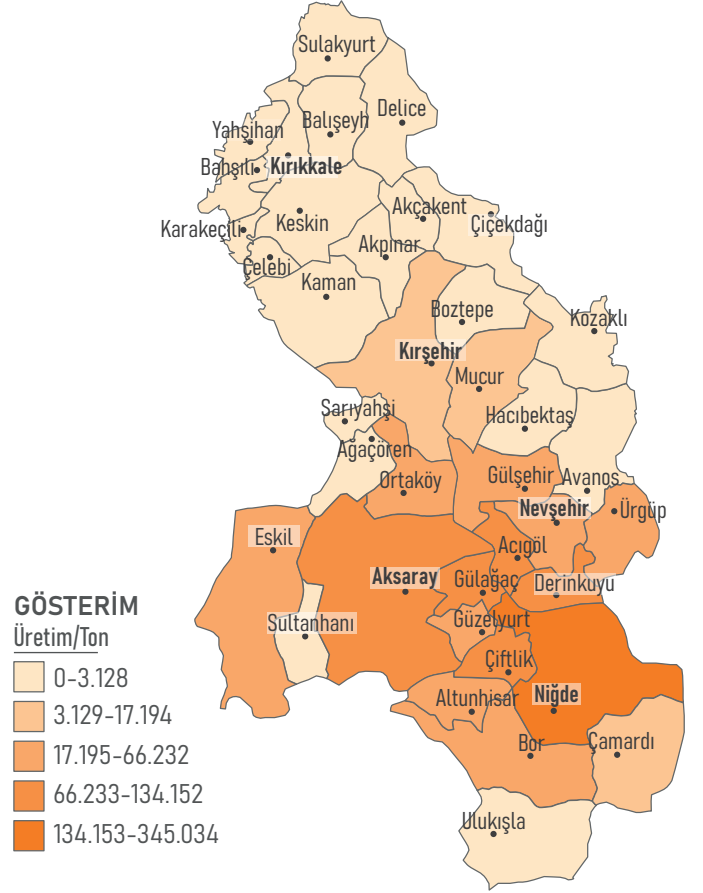 Sulakyurt
Delice
Balışeyh
Yahşihan
Bahşılı
Kırıkkale
Akçakent
Keskin
Çiçekdağı
Karakeçili
Akpınar
Çelebi
Kaman
Boztepe
Kozaklı
Kırşehir
Mucur
Sarıyahşi
Hacıbektaş
Ağaçören
Ortaköy
Gülşehir
Avanos
Nevşehir
Ürgüp
Eskil
Acıgöl
Aksaray
Gülağaç
Derinkuyu
Sultanhanı
Güzelyurt
Çiftlik
Altunhisar
Niğde
Bor
Çamardı
Ulukışla
GÖSTERİM
Üretim/Ton
0-3.128
3.129-17.194
17.195-66.232
66.233-134.152
134.153-345.034